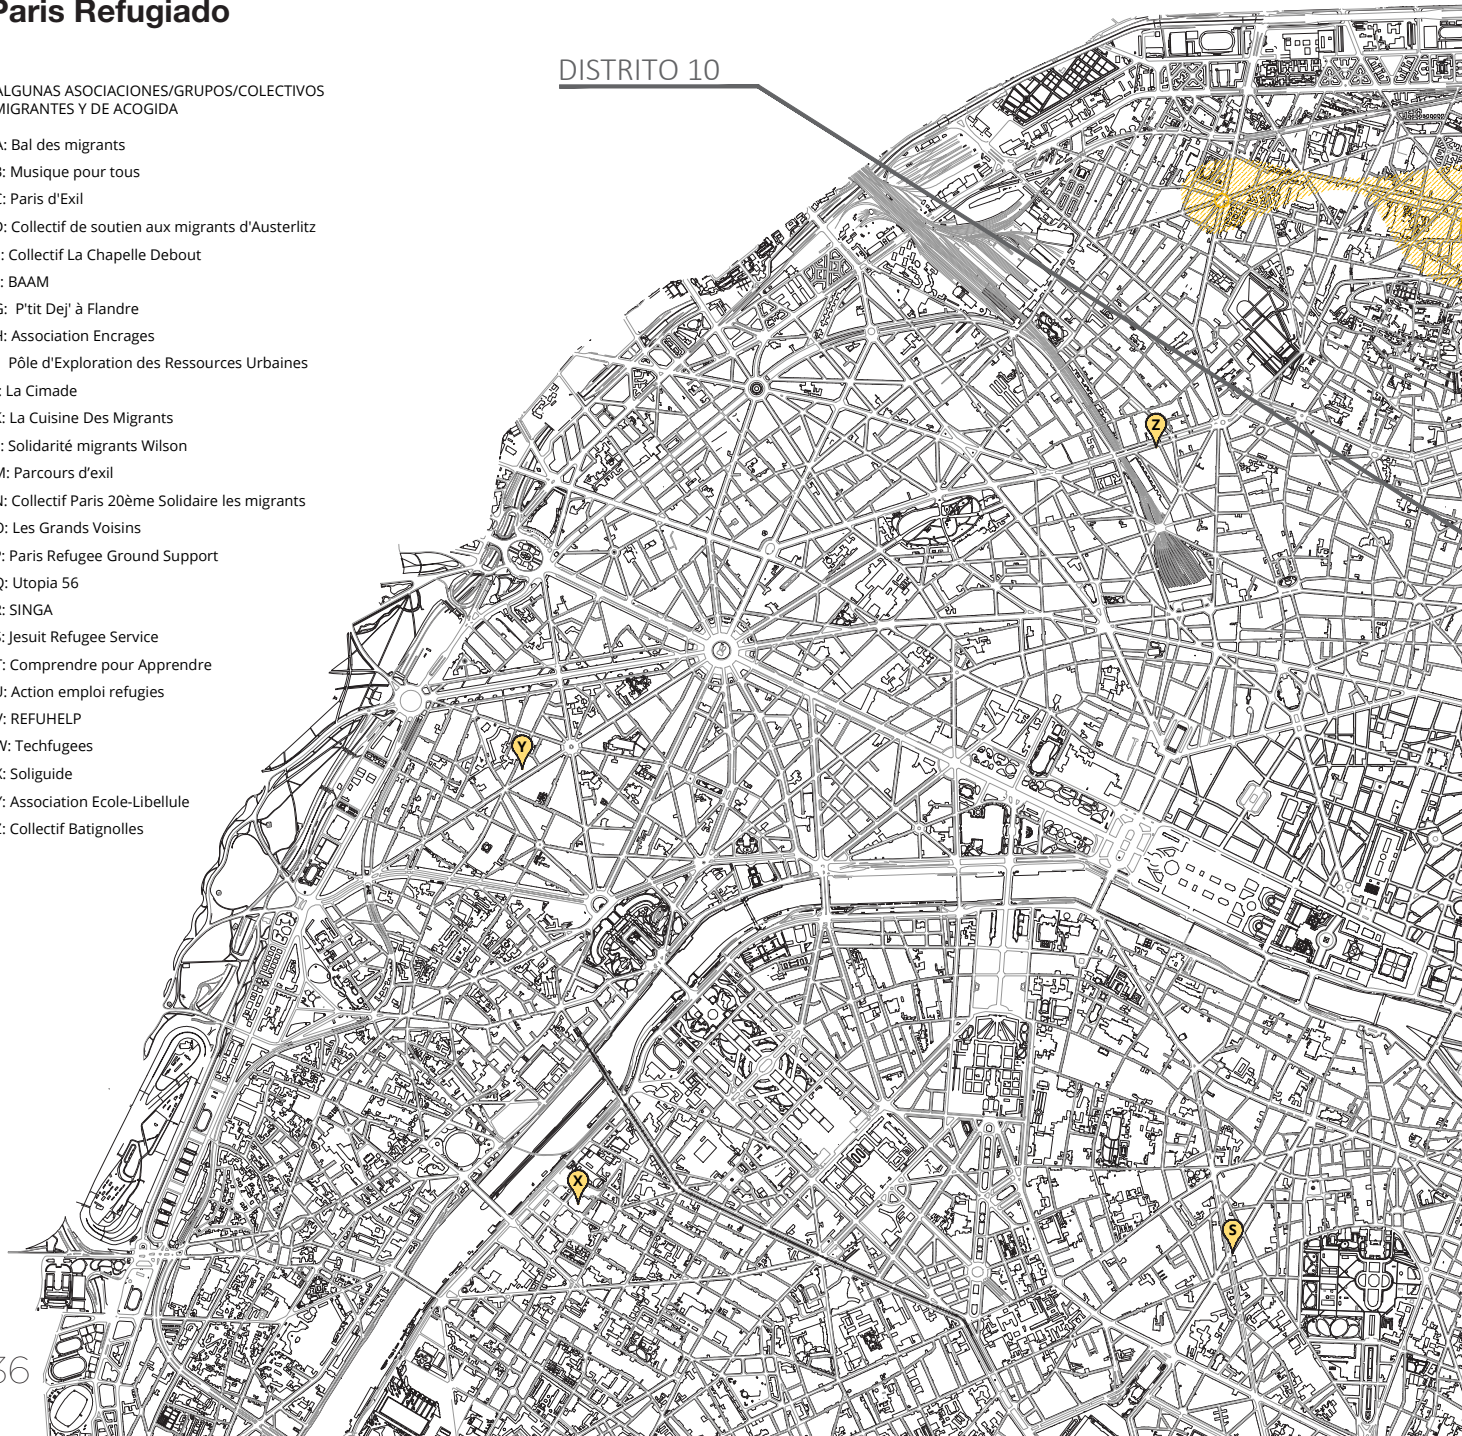 Paris Refugiado
DISTRITO 10
ALGUNAS ASOCIACIONES/GRUPOS/COLECTIVOS
MIGRANTES Y DE ACOGIDA
A: Bal des migrants
B: Musique pour tous
C: Paris d'Exil
D: Collectif de soutien aux migrants d'Austerlitz
: Collectif La Chapelle Debout
: BAAM
G: P'tit Dej' à Flandre
H: Association Encrages
Pôle d'Exploration des Ressources Urbaines
: La Cimade
K: La Cuisine Des Migrants
: Solidarité migrants Wilson
M: Parcours d’exil
N: Collectif Paris 20ème Solidaire les migrants
O: Les Grands Voisins
P: Paris Refugee Ground Support
Q: Utopia 56
R: SINGA
S: Jesuit Refugee Service
T: Comprendre pour Apprendre
U: Action emploi refugies
V: REFUHELP
W: Techfugees
X: Soliguide
Y: Association Ecole-Libellule
Z: Collectif Batignolles
Z
Y
X
S
36